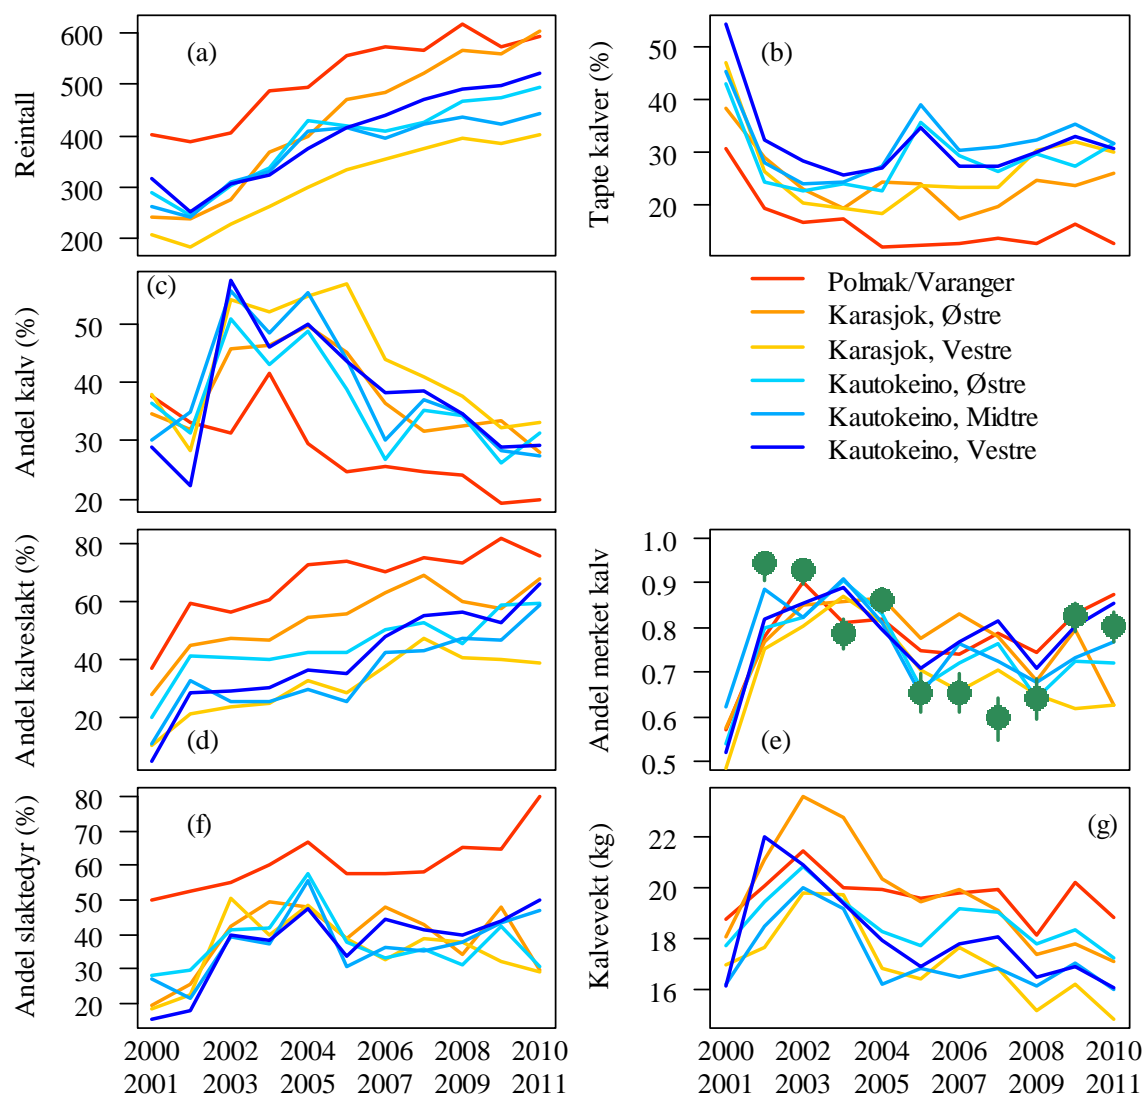 (a)
Reintall
600
500
400
300
200
(b)
Tapte kalver (%)
50
40
30
20
(c)
Andel kalv (%)
50
40
30
20
Polmak/Varanger
Karasjok, Østre
Karasjok, Vestre
Kautokeino, Østre
Kautokeino, Midtre
Kautokeino, Vestre
(d)
Andel kalveslakt (%)
80
60
40
20
(e)
Andel merket kalv
1.0
0.9
0.8
0.7
0.6
0.5
(f)
Andel slaktedyr (%)
80
70
60
50
40
30
20
2000 2002 2004 2006 2008 2010
2001 2003 2005 2007 2009 2011
(g)
Kalvevekt (kg)
22
20
18
16
2000 2002 2004 2006 2008 2010
2001 2003 2005 2007 2009 2011